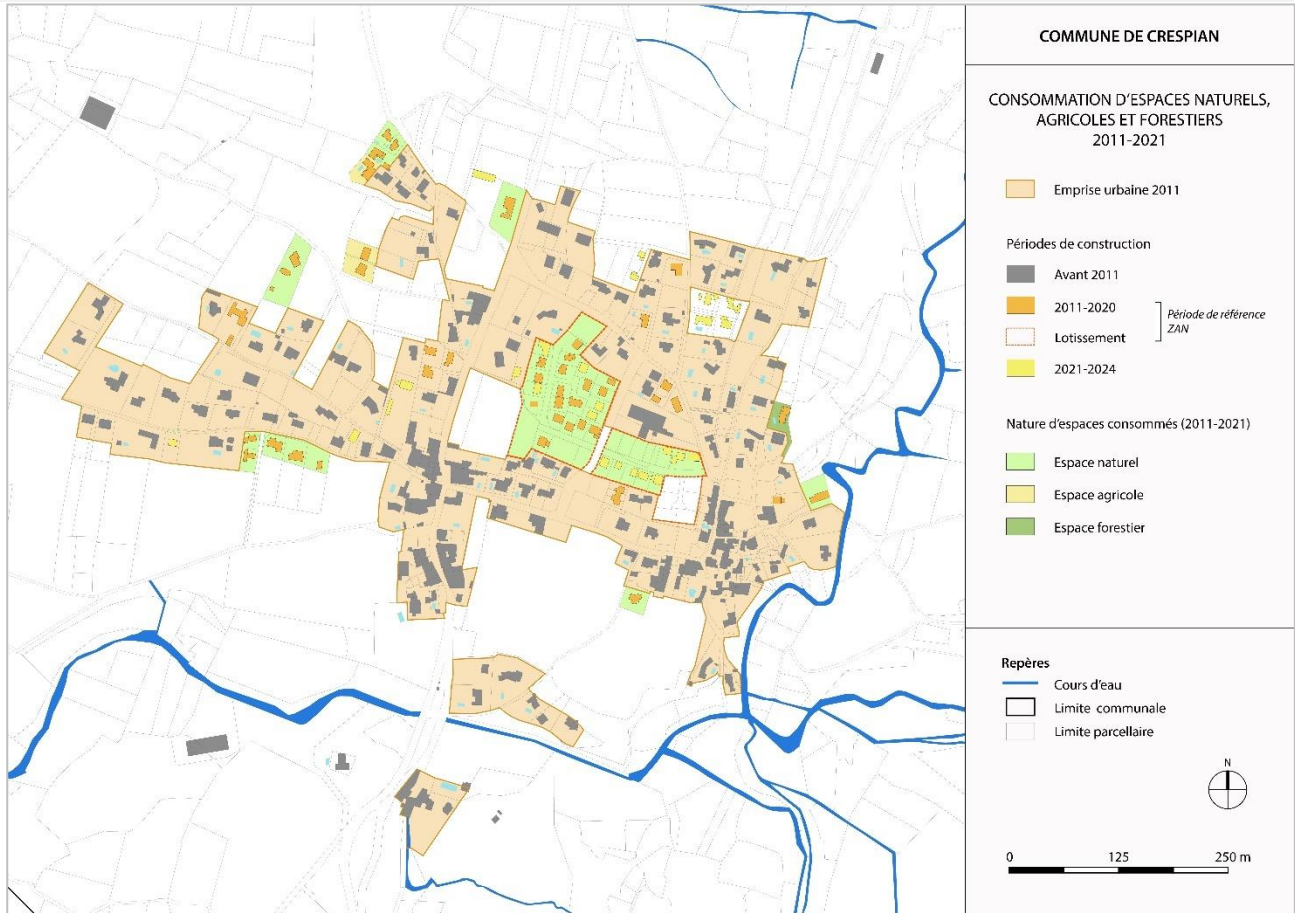 COMMUNE DE CRESPIAN
CONSOMMATION D'ESPACES NATURELS,
AGRICOLES ET FORESTIERS
2011-2021
Emprise urbaine 2011
Périodes de construction
Avant 2011
2011-2020
Lotissement
Période de référence
ZAN
2021-2024
Nature d'espaces consommés (2011-2021)
Espace naturel
Espace agricole
Espace forestier
Repères
Cours d'eau
Limite communale
Limite parcellaire
N
0 125 250 m